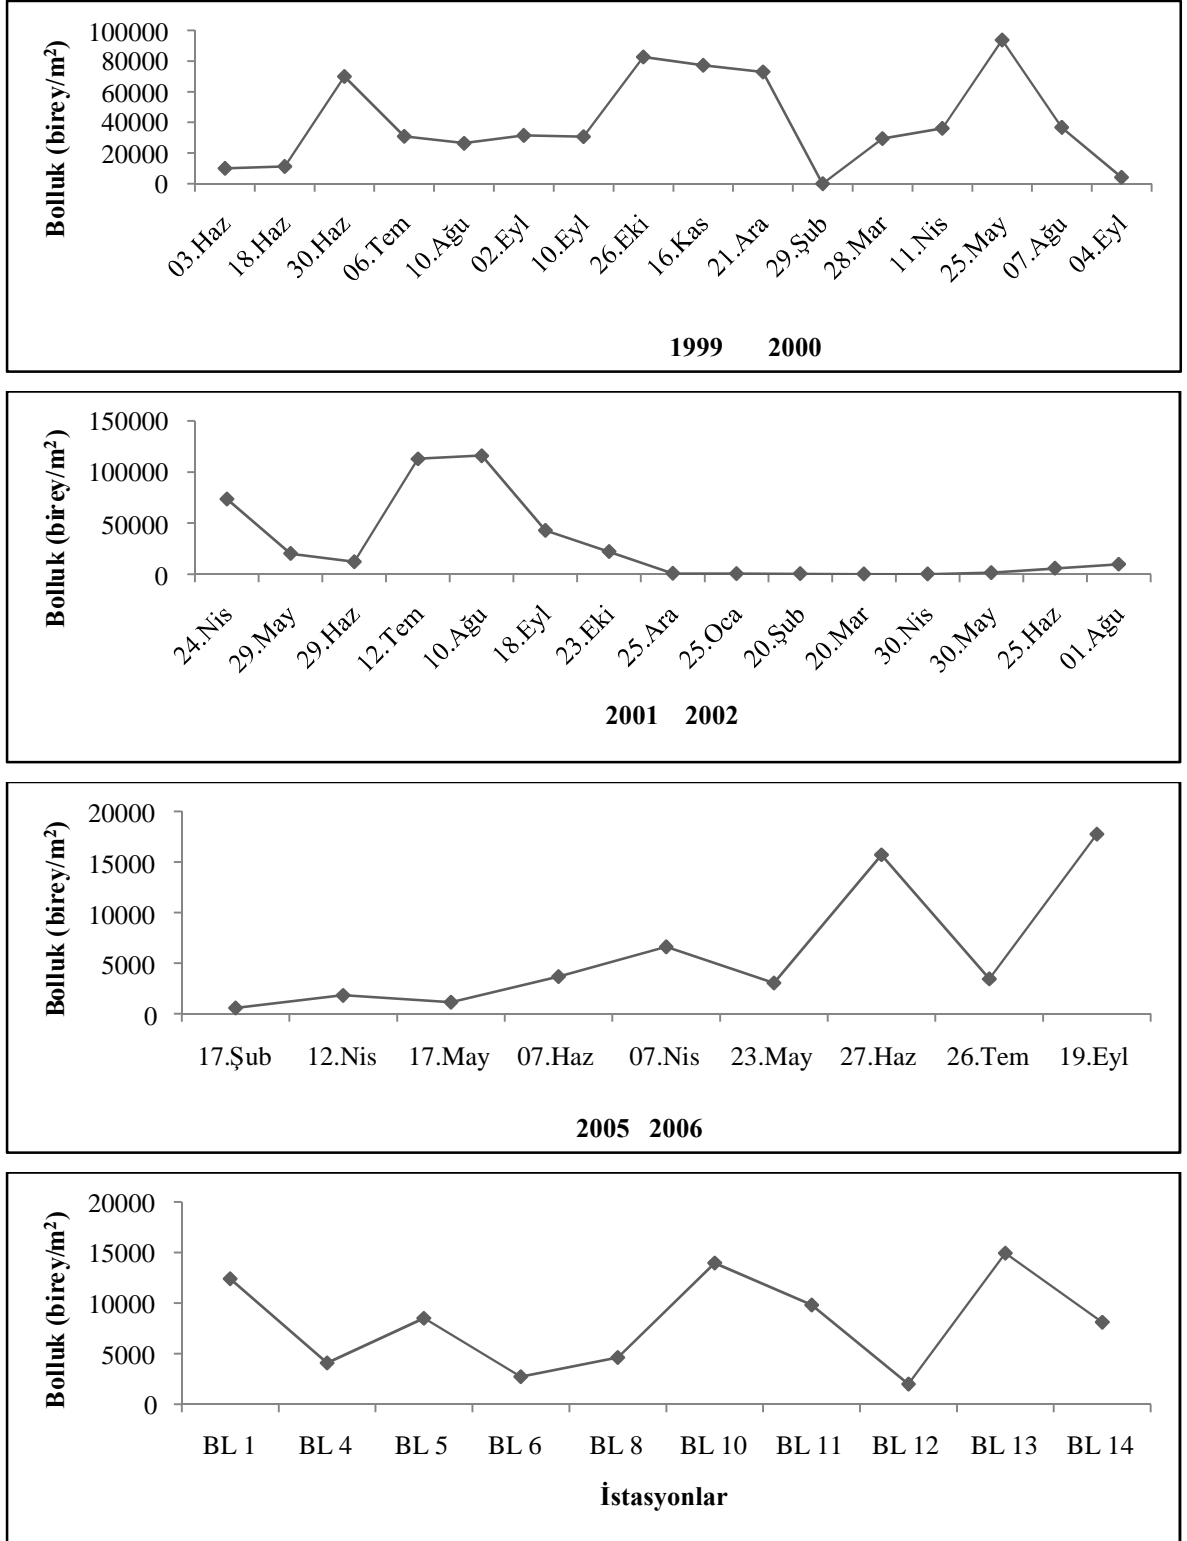 Bolluk (birey/m²)
100000
80000
60000
40000
20000
0
03.Haz 18.Haz 30.Haz 06.Tem 10.Ağu 02.Eyl 10.Eyl 26.Eki 16.Kas 21.Ara 29.Şub 28.Mar 11.Nis 25.May 07.Ağu 04.Eyl
1999 2000
Bolluk (birey/m²)
150000
100000
50000
0
24.Nis 29.May 29.Haz 12.Tem 10.Ağu 18.Eyl 23.Eki 25.Ara 25.Oca 20.Şub 20.Mar 30.Nis 30.May 25.Haz 01.Ağu
2001 2002
Bolluk (birey/m²)
20000
15000
10000
5000
0
17.Şub 12.Nis 17.May 07.Haz 07.Nis 23.May 27.Haz 26.Tem 19.Eyl
2005 2006
Bolluk (birey/m²)
20000
15000
10000
5000
0
BL 1 BL 4 BL 5 BL 6 BL 8 BL 10 BL 11 BL 12 BL 13 BL 14
İstasyonlar